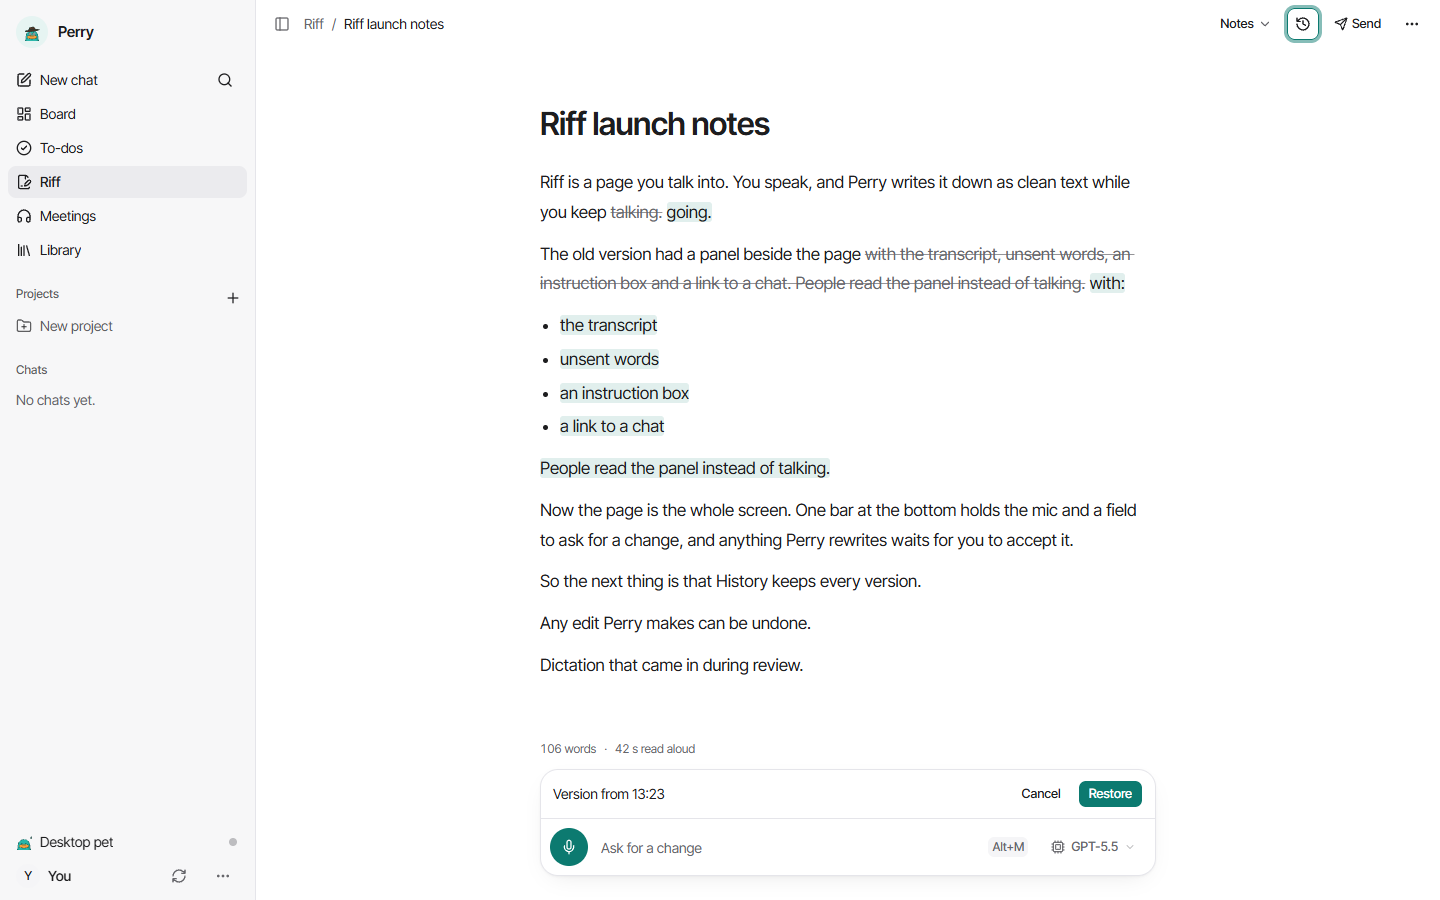 Perry
Riff / Riff launch notes
Notes
Send
New chat
Board
To-dos
Riff
Meetings
Library
Projects
New project
Chats
No chats yet.
Riff launch notes
Riff is a page you talk into. You speak, and Perry writes it down as clean text while
you keep talking. going.
The old version had a panel beside the page with the transcript, unsent words, an
instruction box and a link to a chat. People read the panel instead of talking. with:
• the transcript
• unsent words
• an instruction box
• a link to a chat
People read the panel instead of talking.
Now the page is the whole screen. One bar at the bottom holds the mic and a field
to ask for a change, and anything Perry rewrites waits for you to accept it.
So the next thing is that History keeps every version.
Any edit Perry makes can be undone.
Dictation that came in during review.
106 words · 42 s read aloud
Version from 13:23
Cancel
Restore
Ask for a change
Alt+M
GPT-5.5
Desktop pet
Y
You